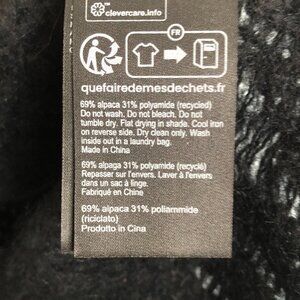 clevercare.info
FR
quefairedemesdechets.fr
69% alpaca 31% polyamide (recycled)
Do not wash. Do not bleach. Do not
tumble dry. Flat drying in shade. Cool iron
on reverse side. Dry clean only. Wash
inside out in a laundry bag.
Made in China
69% alpaga 31% polyamide (recyclé)
Repasser sur l'envers. Laver à l'envers
dans un sac à linge.
Fabriqué en Chine
69% alpaca 31% poliammide
(riciclato)
Prodotto in Cina